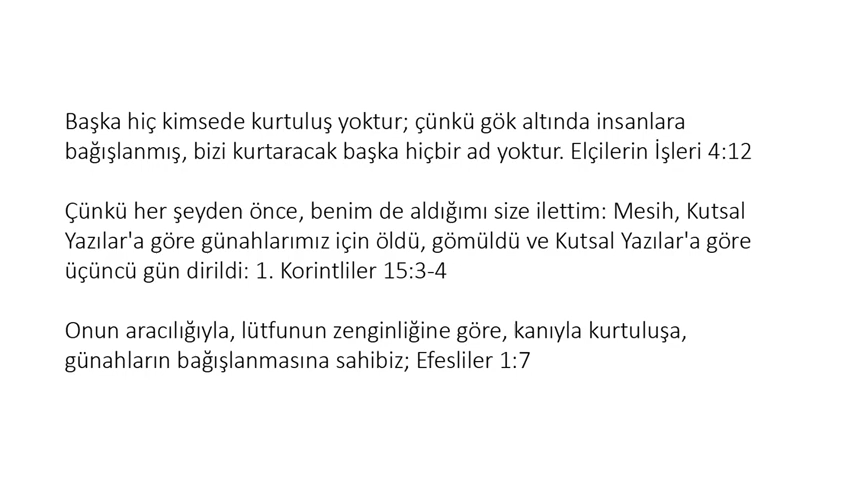 Başka hiç kimsede kurtuluş yoktur; çünkü gök altında insanlara
bağışlanmış, bizi kurtaracak başka hiçbir ad yoktur. Elçilerin İşleri 4:12
Çünkü her şeyden önce, benim de aldığımı size ilettim: Mesih, Kutsal
Yazılar'a göre günahlarımız için öldü, gömüldü ve Kutsal Yazılar'a göre
üçüncü gün dirildi: 1. Korintliler 15:3-4
Onun aracılığıyla, lütfunun zenginliğine göre, kanıyla kurtuluşa,
günahların bağışlanmasına sahibiz; Efesliler 1:7